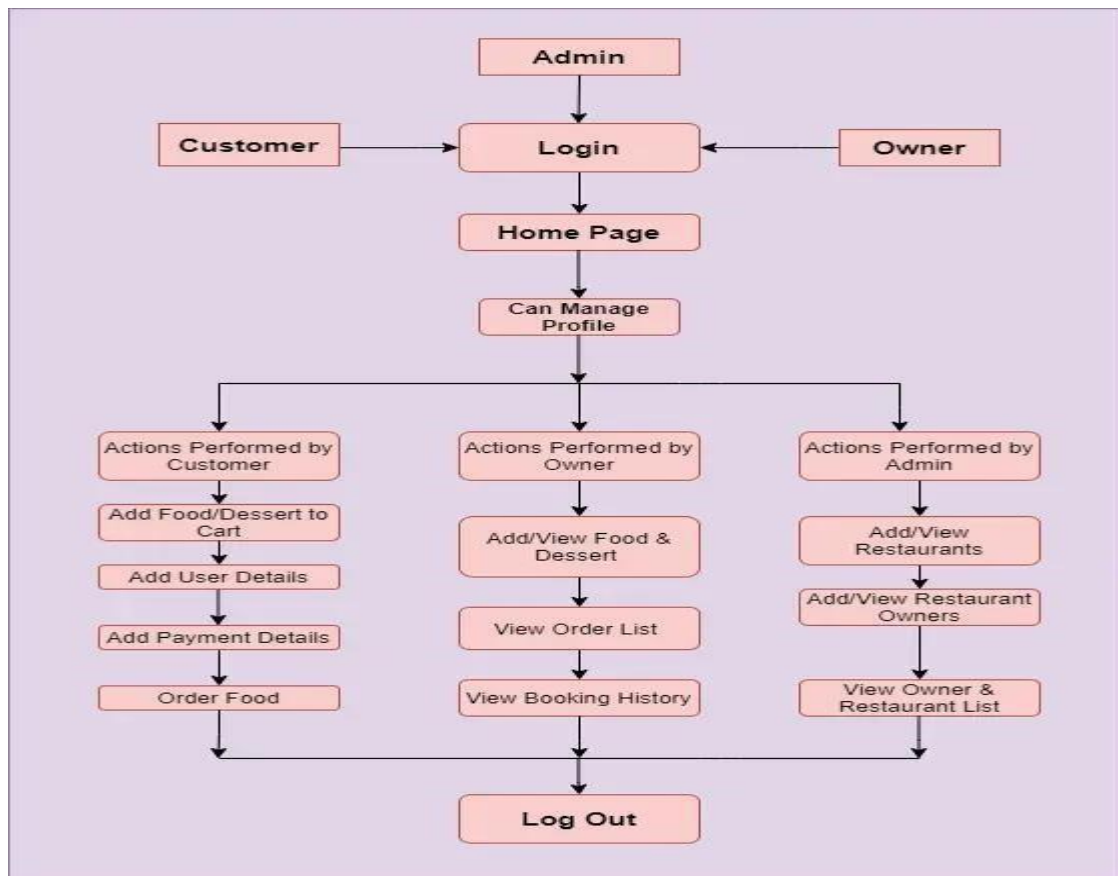 Admin
Customer
Login
Owner
Home Page
Can Manage
Profile
Actions Performed by
Customer
Add Food/Dessert to
Cart
Add User Details
Add Payment Details
Order Food
Actions Performed by
Owner
Add/View Food &
Dessert
View Order List
View Booking History
Actions Performed by
Admin
Add/View
Restaurants
Add/View Restaurant
Owners
View Owner &
Restaurant List
Log Out